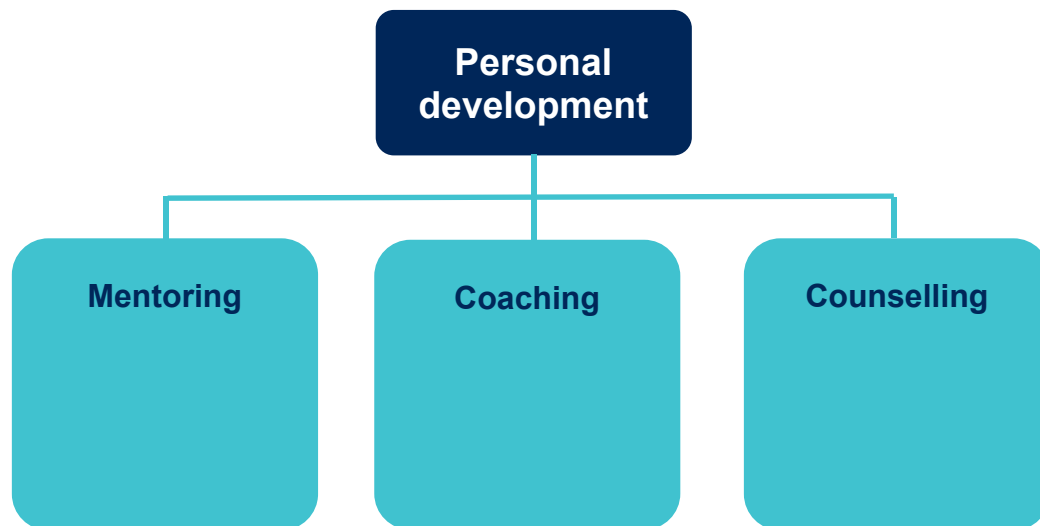 Personal
development
Mentoring
Coaching
Counselling